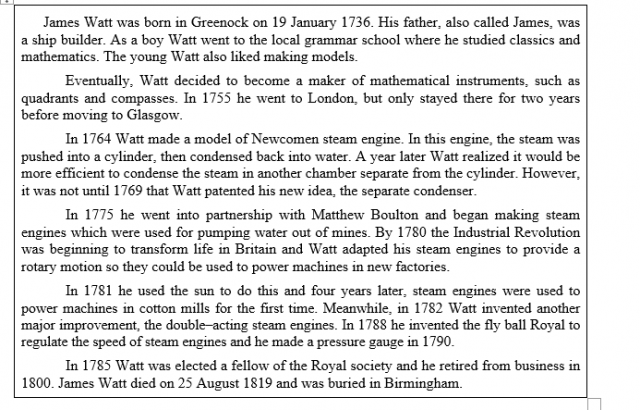 James Watt was born in Greenock on 19 January 1736. His father, also called James, was
a ship builder. As a boy Watt went to the local grammar school where he studied classics and
mathematics. The young Watt also liked making models.
Eventually, Watt decided to become a maker of mathematical instruments, such as
quadrants and compasses. In 1755 he went to London, but only stayed there for two years
before moving to Glasgow.
In 1764 Watt made a model of Newcomen steam engine. In this engine, the steam was
pushed into a cylinder, then condensed back into water. A year later Watt realized it would be
more efficient to condense the steam in another chamber separate from the cylinder. However,
it was not until 1769 that Watt patented his new idea, the separate condenser.
In 1775 he went into partnership with Matthew Boulton and began making steam
engines which were used for pumping water out of mines. By 1780 the Industrial Revolution
was beginning to transform life in Britain and Watt adapted his steam engines to provide a
rotary motion so they could be used to power machines in new factories.
In 1781 he used the sun to do this and four years later, steam engines were used to
power machines in cotton mills for the first time. Meanwhile, in 1782 Watt invented another
major improvement, the double–acting steam engines. In 1788 he invented the fly ball Royal to
regulate the speed of steam engines and he made a pressure gauge in 1790.
In 1785 Watt was elected a fellow of the Royal society and he retired from business in
1800. James Watt died on 25 August 1819 and was buried in Birmingham.